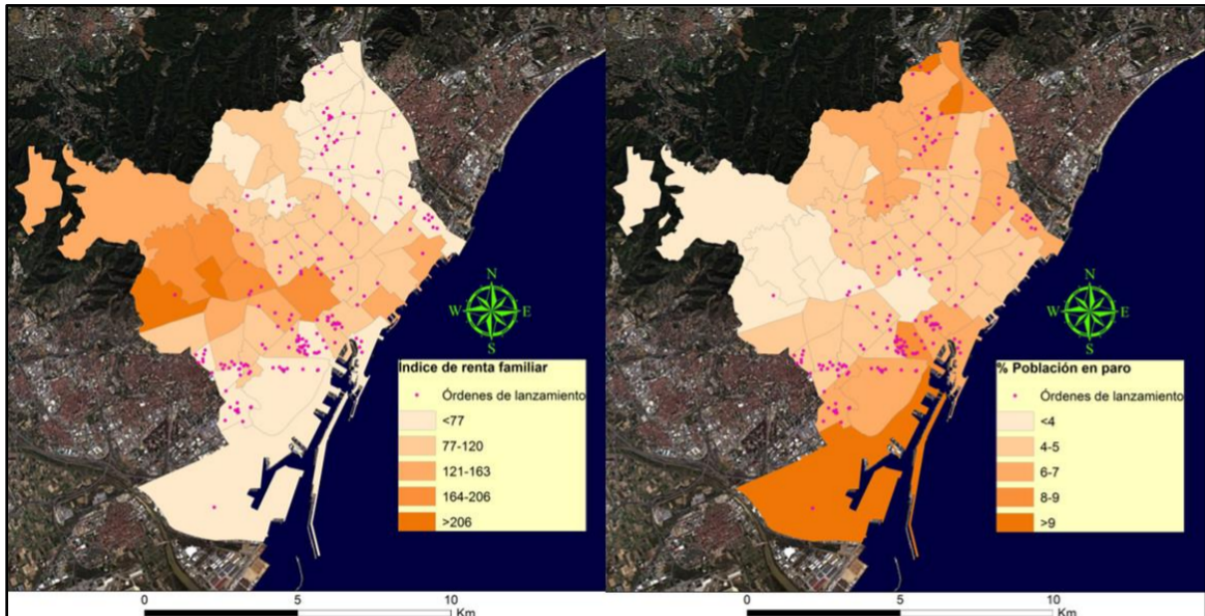 N
W E
S
Indice de renta familiar
Órdenes de lanzamiento
<77
77-120
121-163
164-206
>206
0 5 10
Km
N
W E
S
% Población en paro
Órdenes de lanzamiento
<4
4-5
6-7
8-9
>9
0 5 10
Km